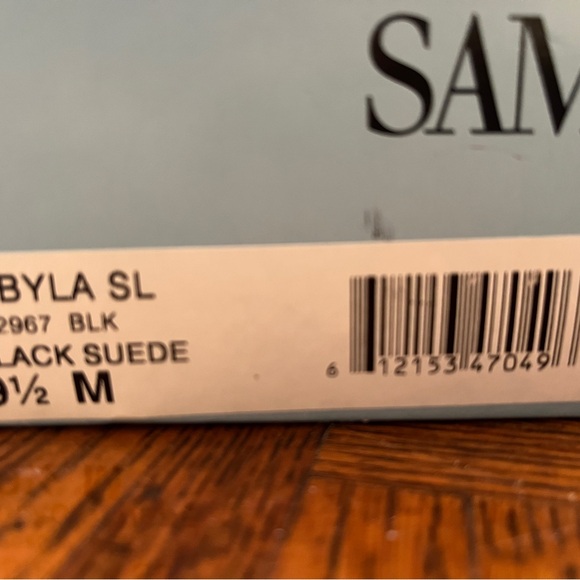 SAM
BYLA SL
2967 BLK
LACK SUEDE
9½ M
6 12153 47049